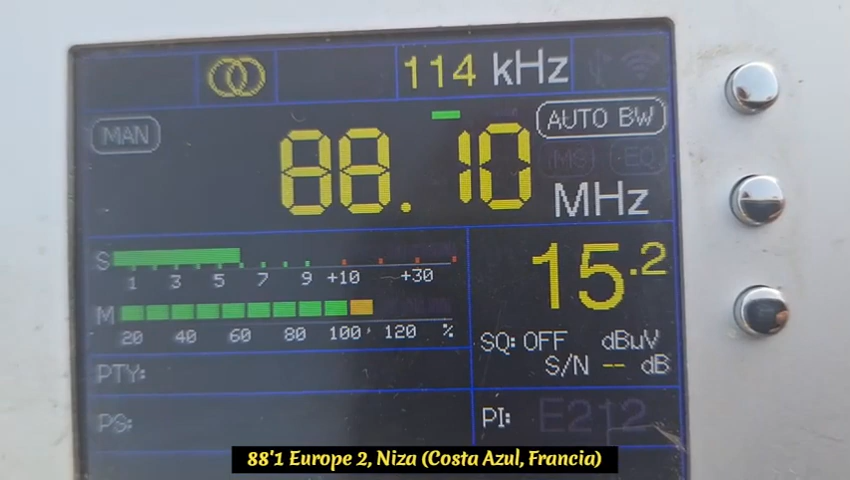 114 kHz
MAN
88.10
AUTO BW
iMS
EQ
MHz
S
1 3 5 7 9 +10 +30
M
20 40 60 80 100 120 %
15.2
SQ: OFF dBuV
S/N -- dB
PTY:
PS:
PI: E212
88'1 Europe 2, Niza (Costa Azul, Francia)